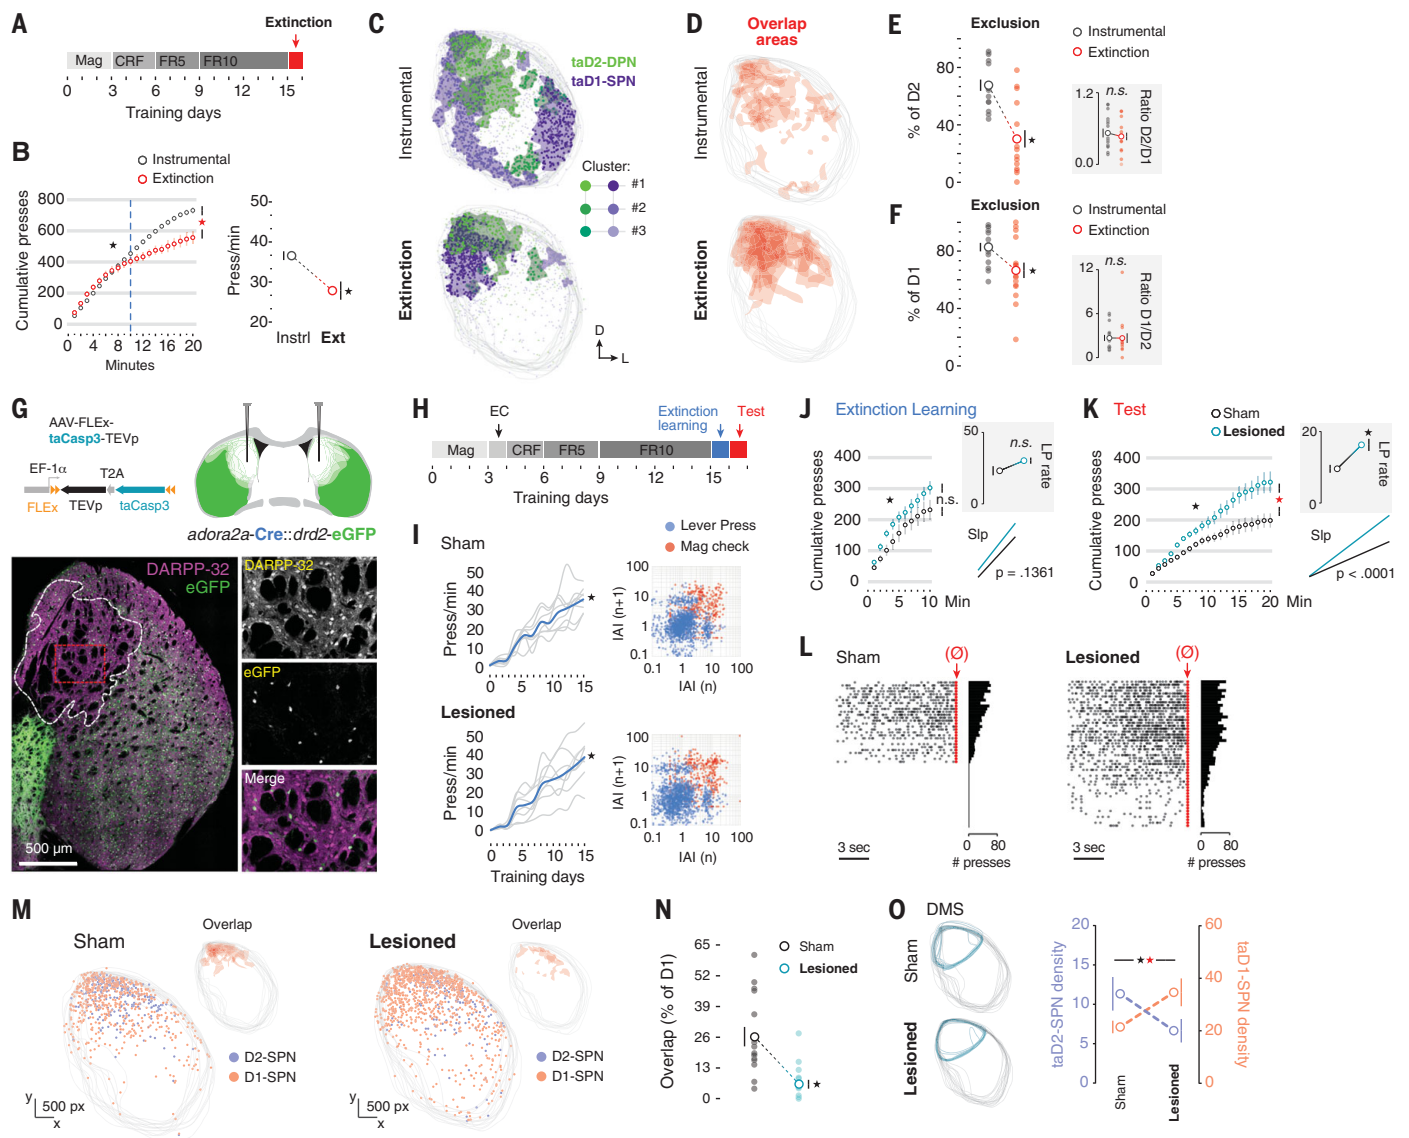 A
Extinction
Mag CRF FR5 FR10
0 3 6 9 12 15
Training days
B
Instrumental
Extinction
Cumulative presses
800
600
400
200
0
0 4 8 12 16 20
Minutes
Press/min
50
40
30
20
Instrl Ext
C
Instrumental
Extinction
taD2-DPN
taD1-SPN
Cluster:
#1
#2
#3
D
L
D
Overlap
areas
Instrumental
Extinction
E
Exclusion
Instrumental
Extinction
% of D2
80
40
0
n.s.
1.2
0.0
Ratio D2/D1
F
Exclusion
Instrumental
Extinction
% of D1
80
40
0
n.s.
12
6
0
Ratio D1/D2
G
AAV-FLEx-
taCasp3-TEVp
EF-1α T2A
FLEx TEVp taCasp3
adora2a-Cre::drd2-eGFP
DARPP-32
eGFP
500 µm
DARPP-32
eGFP
Merge
H
EC
Extinction
learning
Test
Mag CRF FR5 FR10
0 3 6 9 12 15
Training days
I
Sham
Lever Press
Mag check
Press/min
50
40
30
20
10
0
0 5 10 15
IAI (n+1)
100
10
1
0.1
0.1 1 10 100
IAI (n)
Lesioned
Press/min
50
40
30
20
10
0
0 5 10 15
Training days
IAI (n+1)
100
10
1
0.1
0.1 1 10 100
IAI (n)
J Extinction Learning
Cumulative presses
400
300
200
100
0
0 5 10 Min
n.s.
50
0
n.s.
LP rate
Slp
p = .1361
K Test
Sham
Lesioned
Cumulative presses
400
300
200
100
0
0 5 10 15 20 Min
20
0
LP rate
Slp
p < .0001
L
Sham
(Ø)
3 sec
0 80
# presses
Lesioned
(Ø)
3 sec
0 80
# presses
M
Sham
Overlap
D2-SPN
D1-SPN
y
x
500 px
Lesioned
Overlap
D2-SPN
D1-SPN
y
x
500 px
N
Overlap (% of D1)
65
52
39
26
13
0
Sham
Lesioned
O
DMS
Sham
Lesioned
taD2-SPN density
20
15
10
5
0
60
40
20
0
taD1-SPN density
Sham
Lesioned